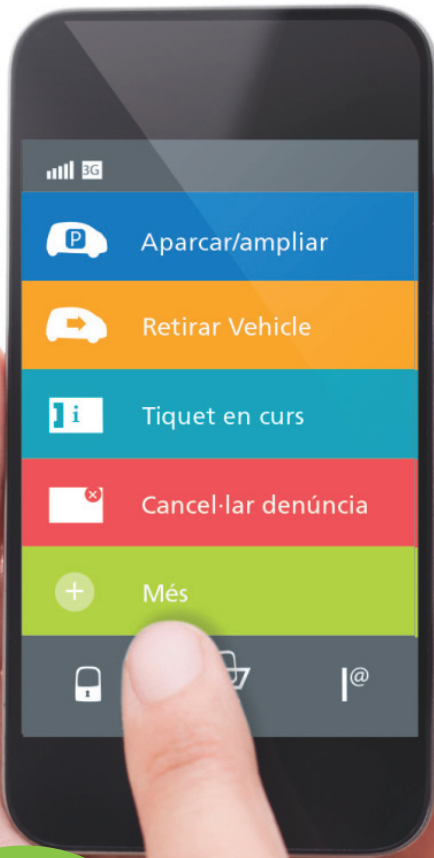 3G
P
Aparcar/ampliar
Retirar Vehicle
i
Tiquet en curs
Cancel·lar denúncia
Més
@